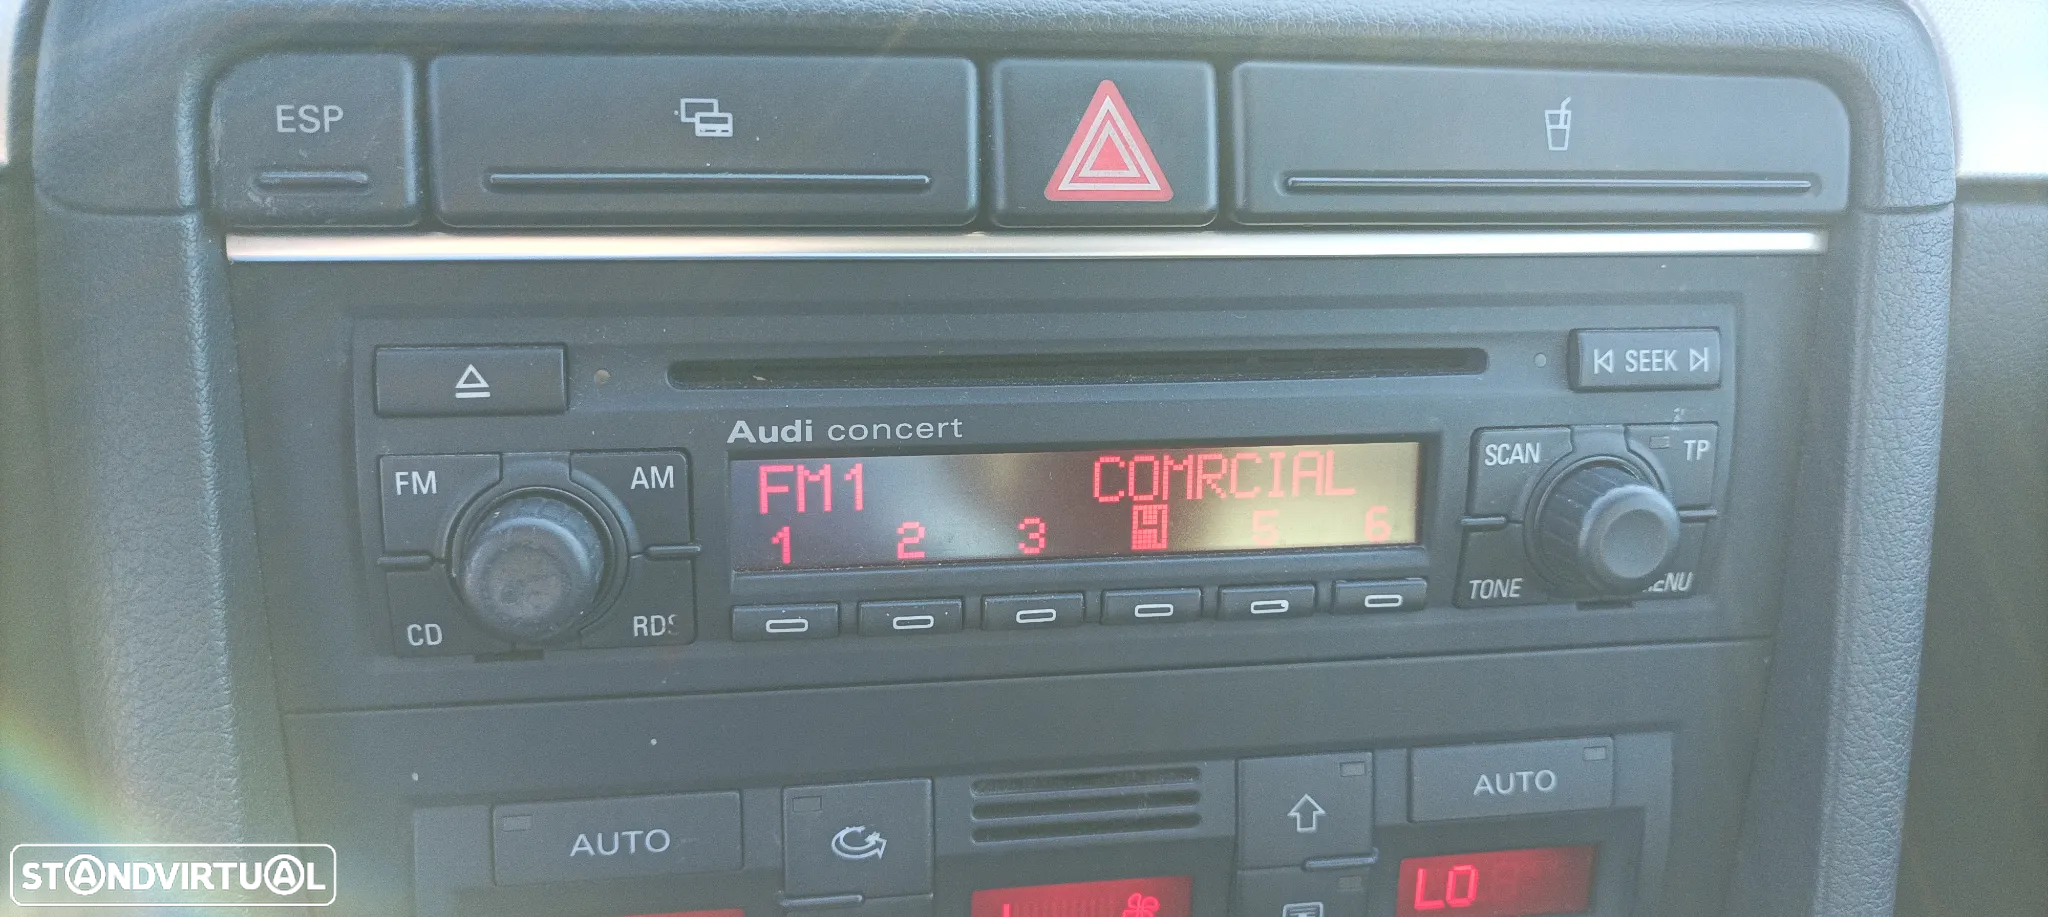 ESP
SEEK
Audi concert
FM
AM
CD
RDS
FM1 COMRCIAL
1 2 3 4 5 6
SCAN
TP
TONE
AUTO
AUTO
LO
STANDVIRTUAL